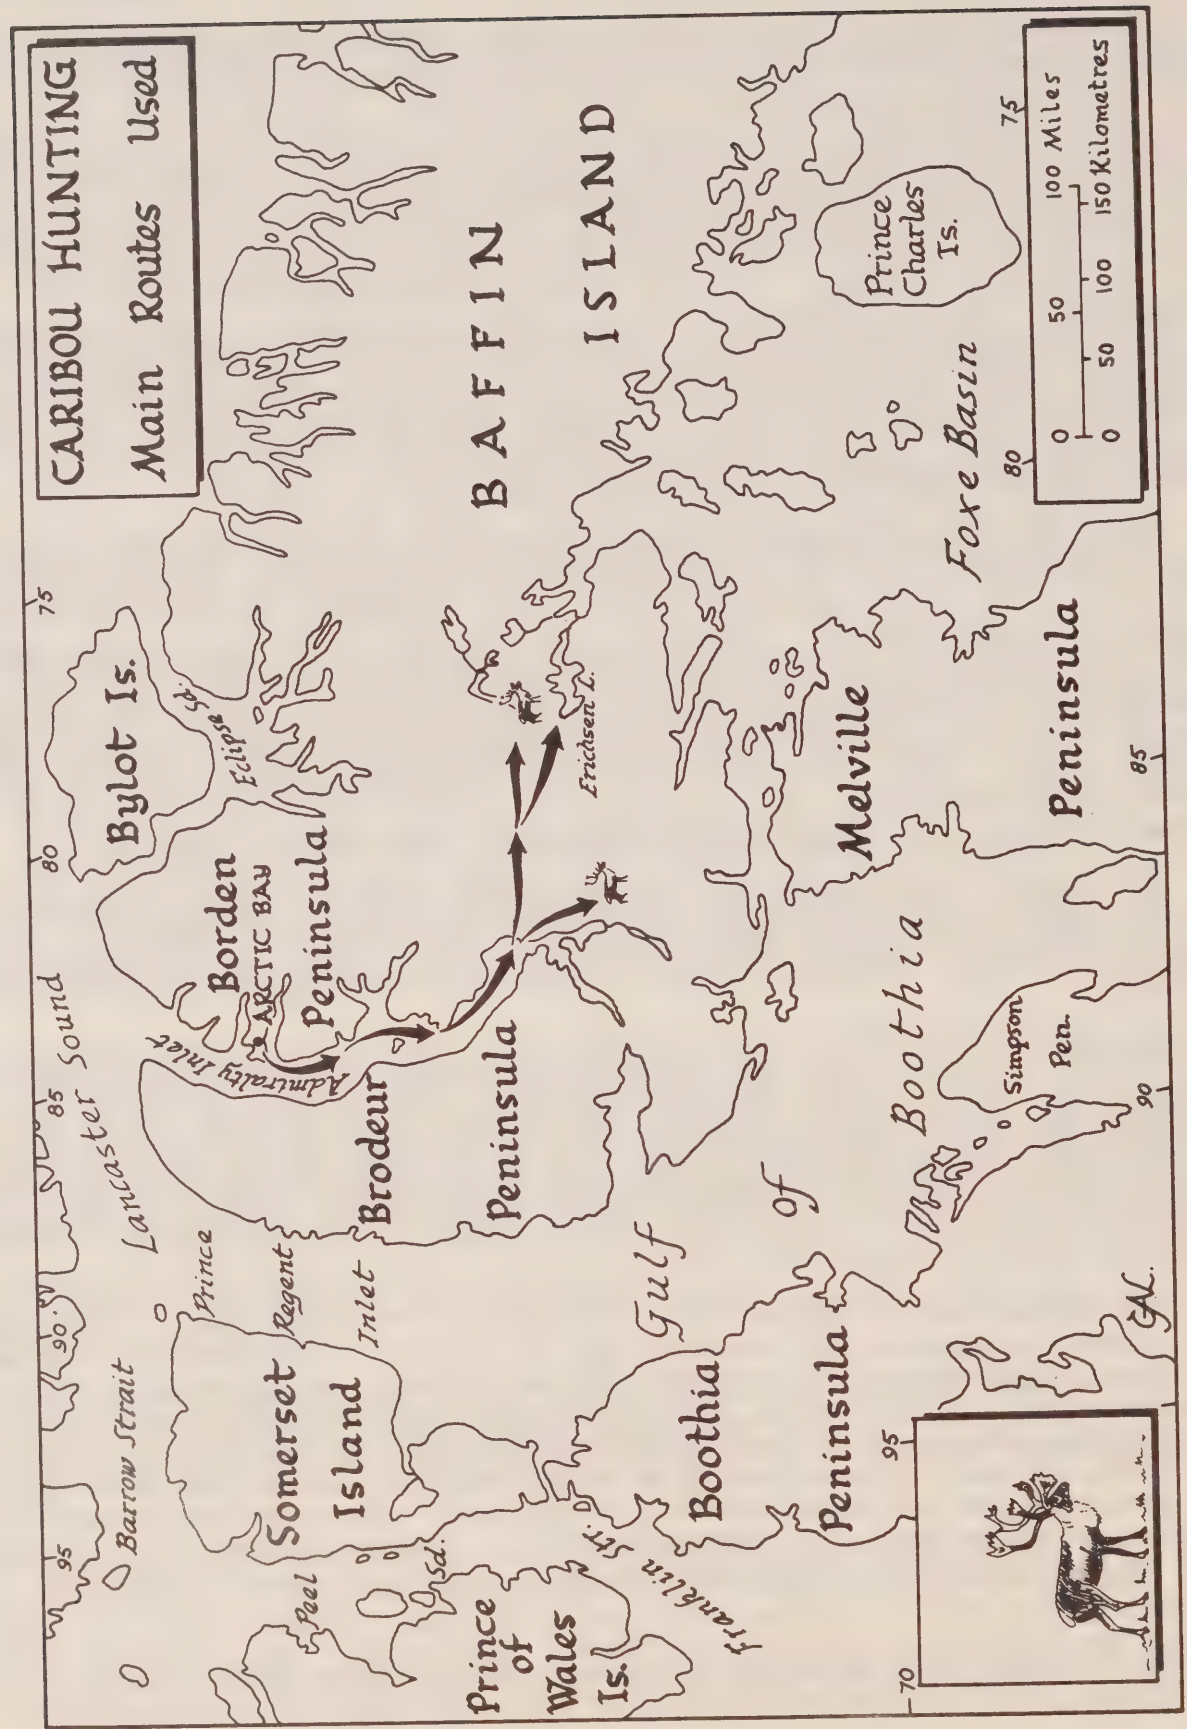 CARIBOU HUNTING
Main Routes Used
75
80
85
90
95
Bylot Is.
Eclipse Sd.
Lancaster Sound
Barrow Strait
Borden
ARCTIC BAY
Peninsula
Admiralty Inlet
Prince
Regent
Inlet
Brodeur
Peninsula
Somerset
Island
Peel
Sd.
Prince
of
Wales
Is.
Franklin Str.
BAFFIN
ISLAND
Erichsen L.
Prince
Charles
Is.
Foxe Basin
Melville
Peninsula
Gulf
of
Boothia
Simpson
Pen.
Boothia
Peninsula
GAL.
70
95
90
85
80
75
0 50 100 Miles
0 50 100 150 Kilometres